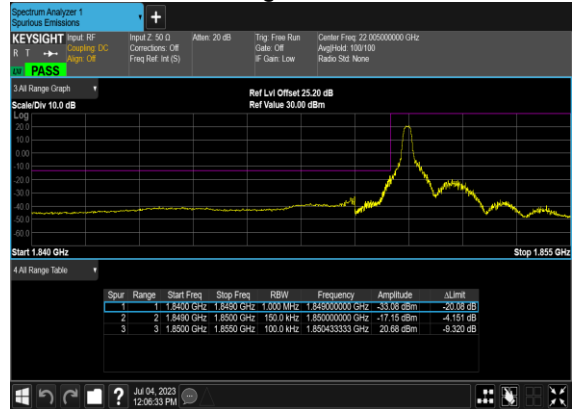 Spectrum Analyzer 1
Spurious Emissions
KEYSIGHT Input: RF Input Z: 50 Ω Atten: 20 dB Trig: Free Run Center Freq: 22.005000000 GHz
R T Coupling: DC Corrections: Off Gate: Off Avg|Hold: 100/100
Align: Off Freq Ref: Int (S) IF Gain: Low Radio Std: None
PASS
3 All Range Graph
Ref Lvl Offset 25.20 dB
Scale/Div 10.0 dB Ref Value 30.00 dBm
Log
20.0
10.0
0.00
-10.0
-20.0
-30.0
-40.0
-50.0
-60.0
Start 1.840 GHz Stop 1.855 GHz
4 All Range Table
Spur Range Start Freq Stop Freq RBW Frequency Amplitude ΔLimit
1 1 1.8400 GHz 1.8490 GHz 1.000 MHz 1.849000000 GHz -33.08 dBm -20.08 dB
2 2 1.8490 GHz 1.8500 GHz 150.0 kHz 1.850000000 GHz -17.15 dBm -4.151 dB
3 3 1.8500 GHz 1.8550 GHz 100.0 kHz 1.850433333 GHz 20.68 dBm -9.320 dB
? Jul 04, 2023
12:06:33 PM